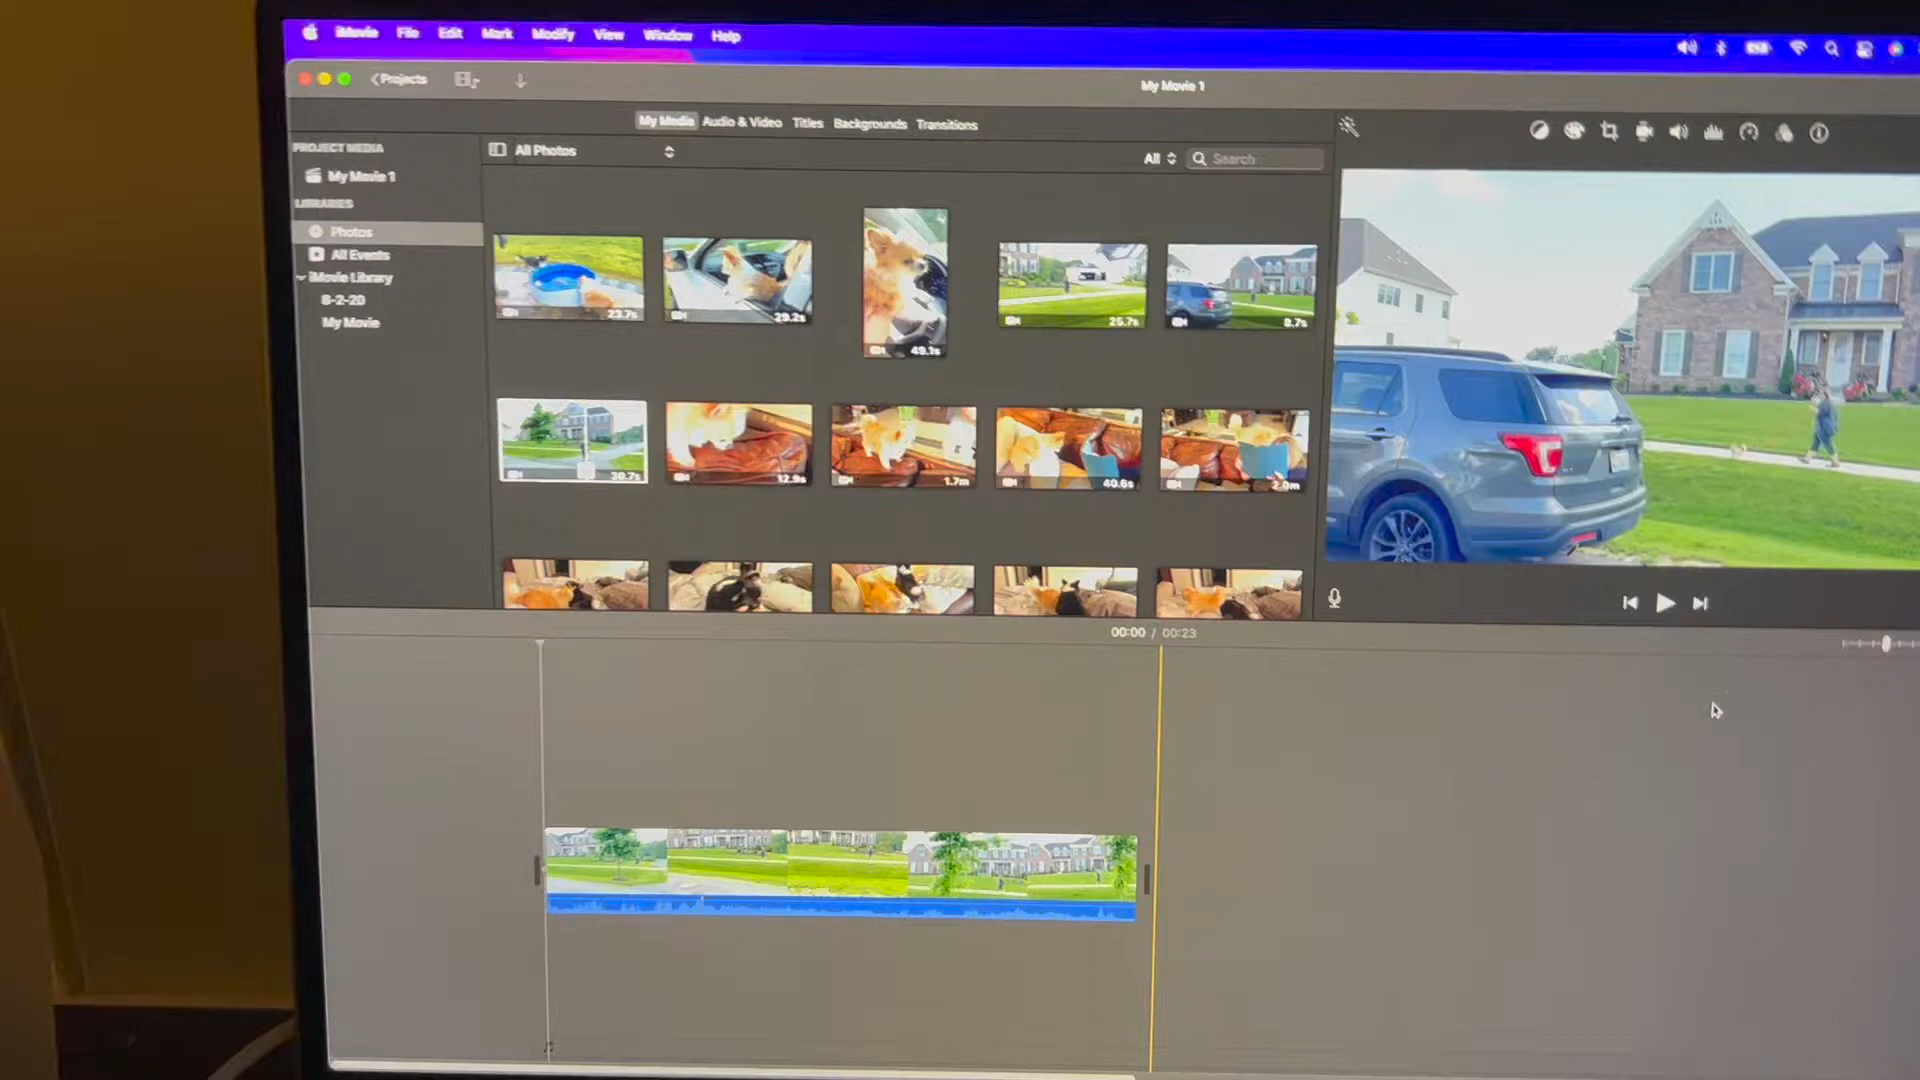 iMovie File Edit Mark Modify View Window Help
Projects
My Movie 1
My Media Audio & Video Titles Backgrounds Transitions
PROJECT MEDIA
My Movie 1
LIBRARIES
Photos
All Events
iMovie Library
8-2-20
My Movie
All Photos
All
Search
23.7s
29.2s
49.1s
25.7s
9.7s
30.7s
12.9s
1.7m
40.6s
2.0m
00:00 / 00:23